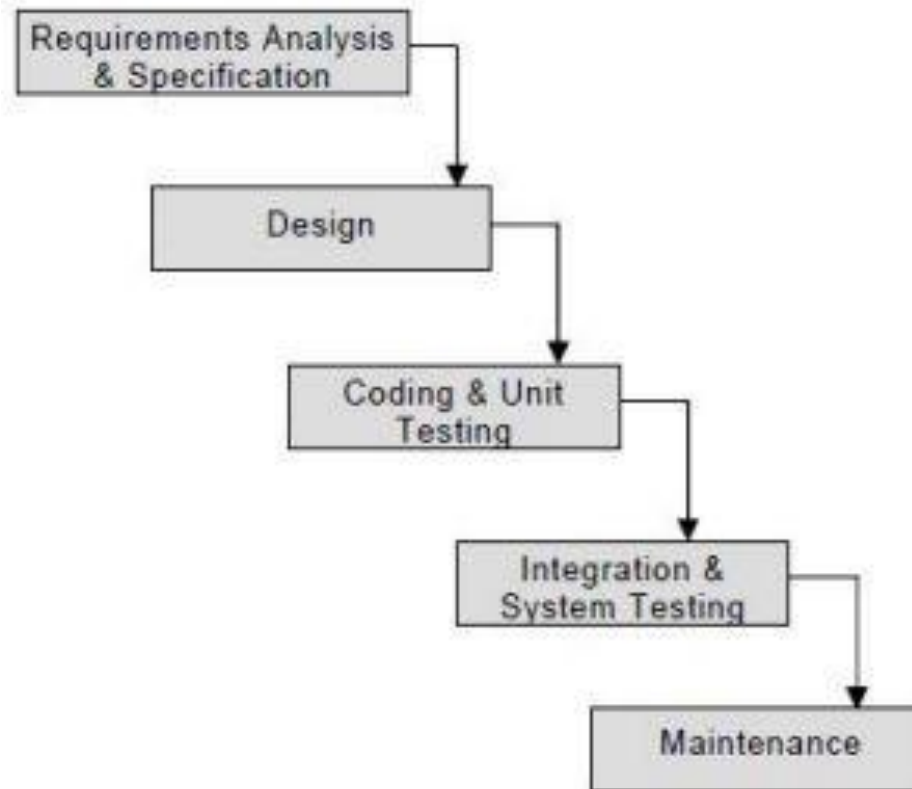 Requirements Analysis
& Specification
Design
Coding & Unit
Testing
Integration &
System Testing
Maintenance